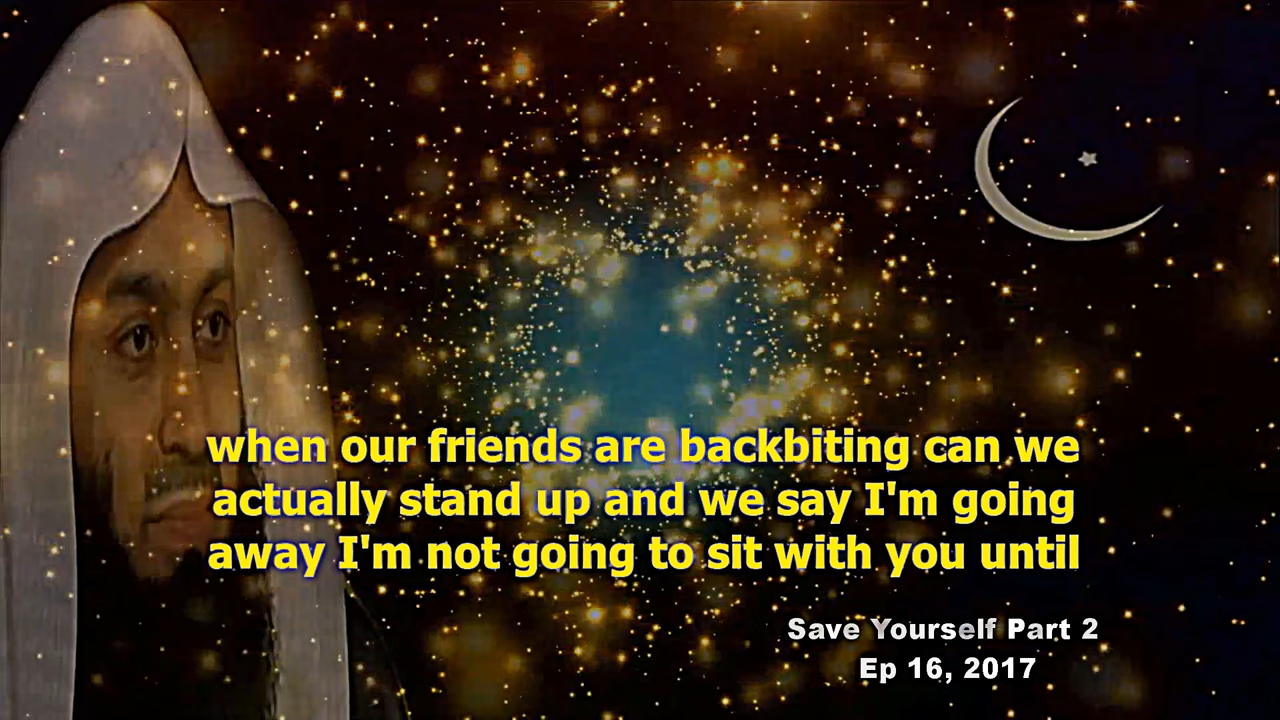 when our friends are backbiting can we
actually stand up and we say I'm going
away I'm not going to sit with you until
Save Yourself Part 2
Ep 16, 2017